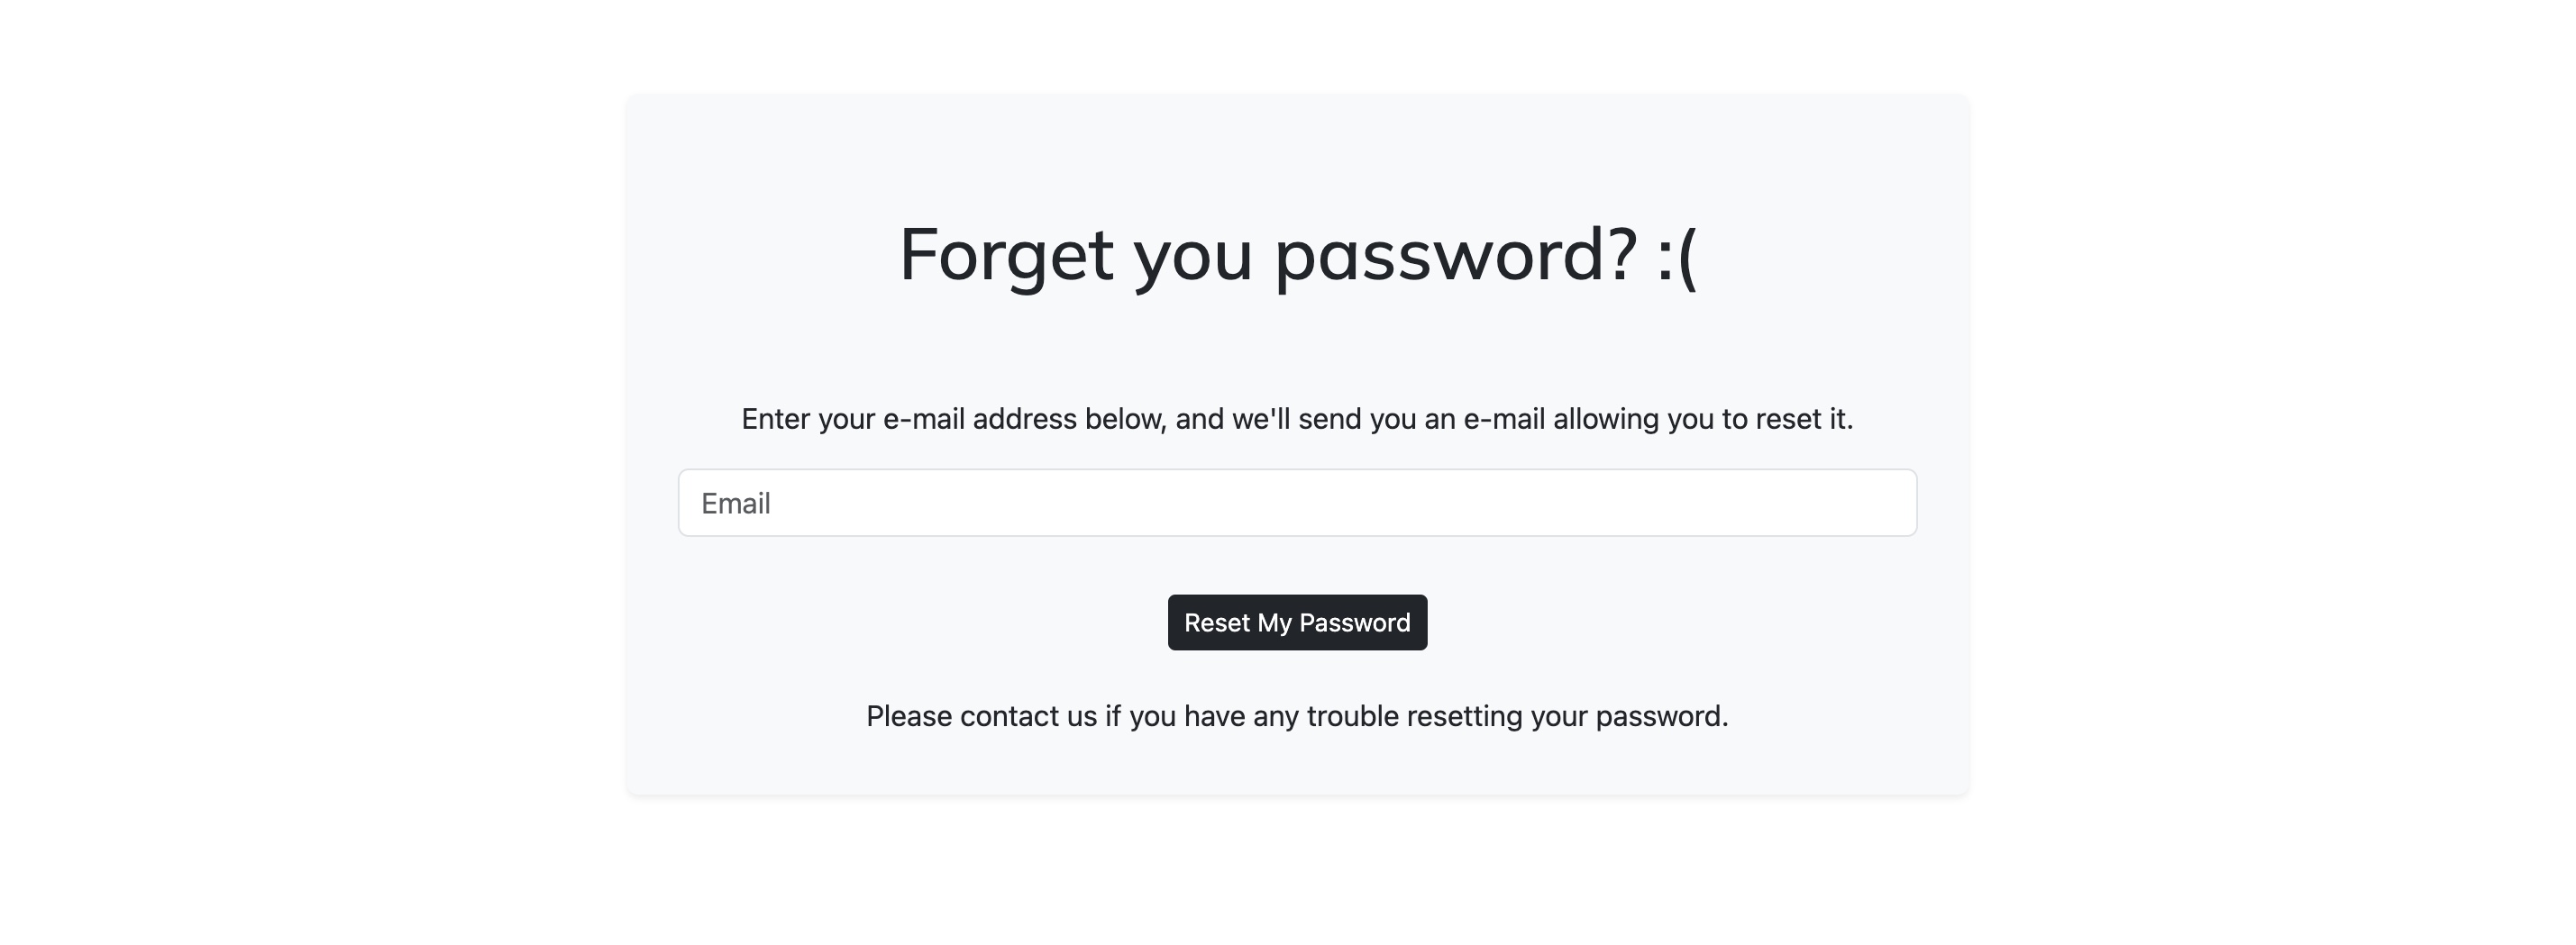 Forget you password? :(
Enter your e-mail address below, and we'll send you an e-mail allowing you to reset it.
Email
Reset My Password
Please contact us if you have any trouble resetting your password.